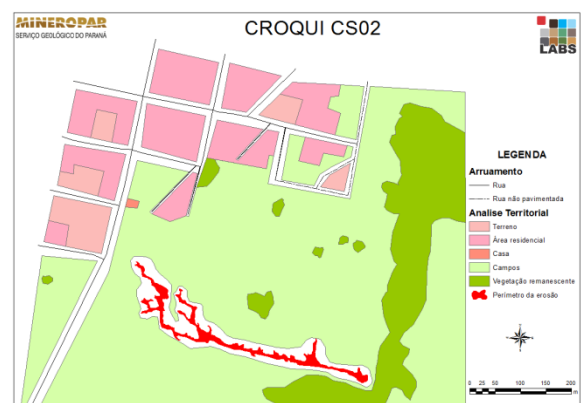 MINEROPAR
SERVIÇO GEOLÓGICO DO PARANÁ
CROQUI CS02
LABS
LEGENDA
Arruamento
Rua
Rua não pavimentada
Analise Territorial
Terreno
Área residencial
Casa
Campos
Vegetação remanescente
Perímetro da erosão
0 25 50 100 150 200
m